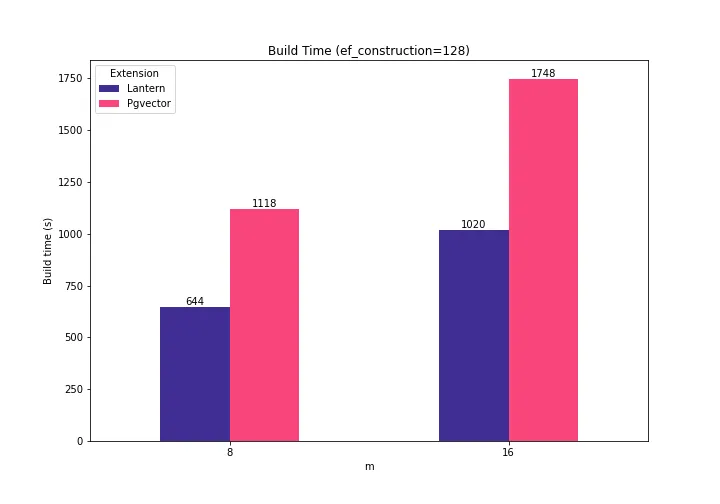 Build Time (ef_construction=128)
Extension
Lantern
Pgvector
Build time (s)
1750
1500
1250
1000
750
500
250
0
644
1118
1020
1748
8
16
m